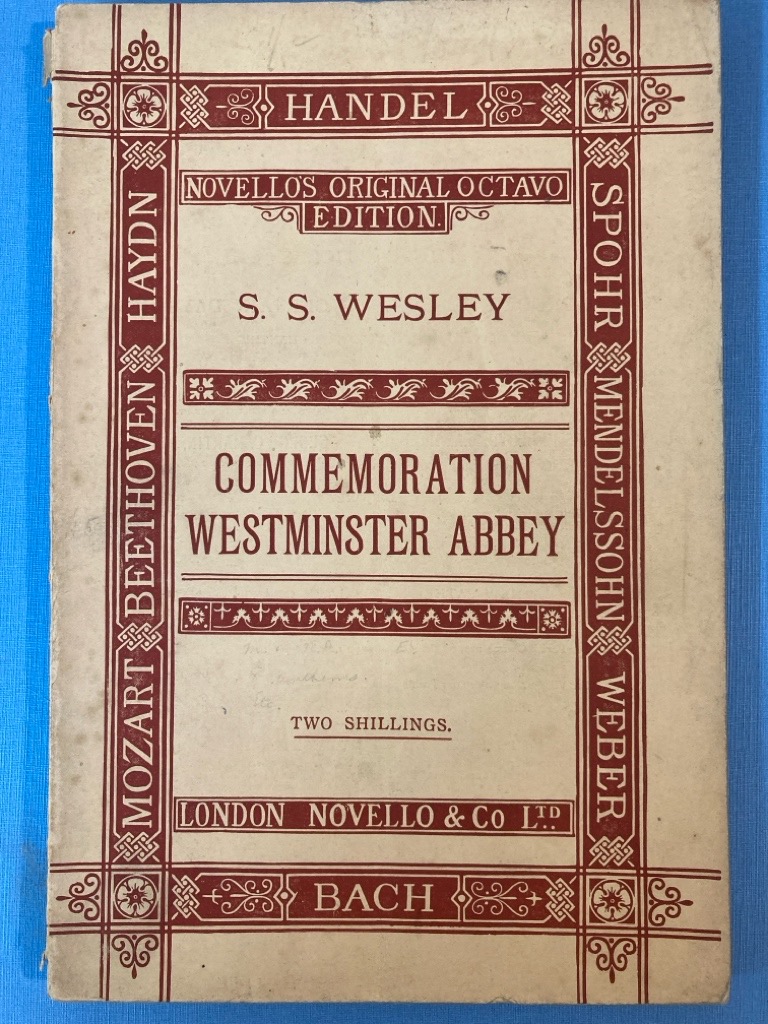 HANDEL
NOVELLO'S ORIGINAL OCTAVO
EDITION.
HAYDN
BEETHOVEN
MOZART
SPOHR
MENDELSSOHN
WEBER
S. S. WESLEY
COMMEMORATION
WESTMINSTER ABBEY
TWO SHILLINGS.
LONDON NOVELLO & Co LTD.
BACH